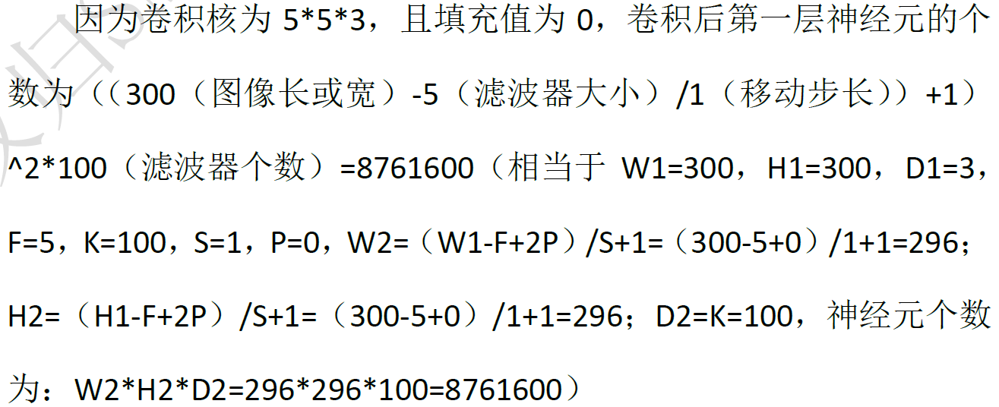 因为卷积核为 5*5*3，且填充值为 0，卷积后第一层神经元的个
数为（（300（图像长或宽）-5（滤波器大小）/1（移动步长））+1）
^2*100（滤波器个数）=8761600（相当于 W1=300，H1=300，D1=3，
F=5，K=100，S=1，P=0，W2=（W1-F+2P）/S+1=（300-5+0）/1+1=296；
H2=（H1-F+2P）/S+1=（300-5+0）/1+1=296；D2=K=100，神经元个数
为：W2*H2*D2=296*296*100=8761600）